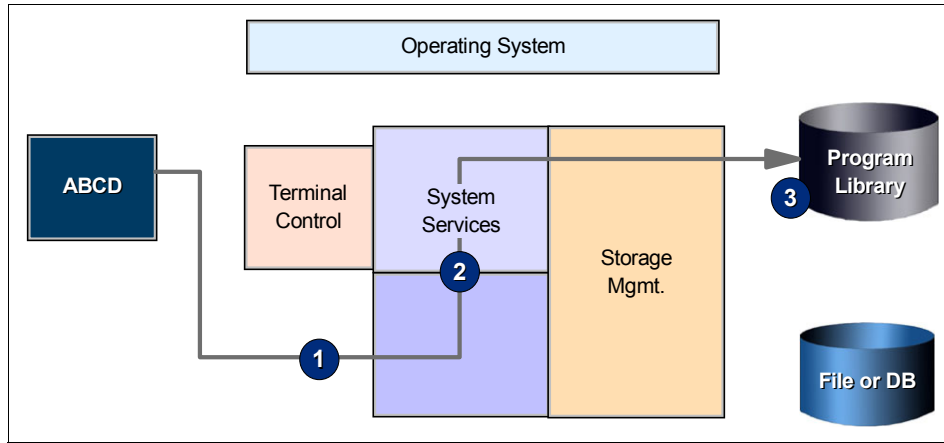 Operating System
ABCD
Terminal
Control
System
Services
Storage
Mgmt.
Program
Library
3
2
1
File or DB